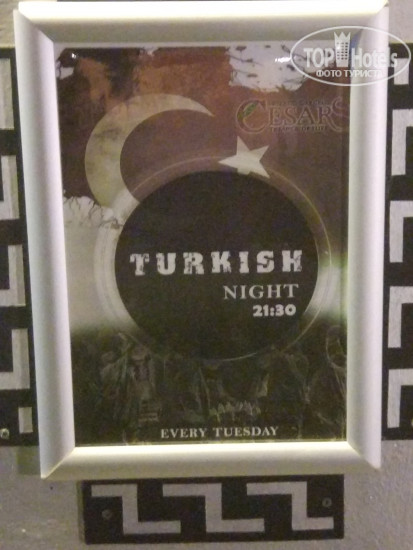 TOP Hotels
ФОТО ТУРИСТА
CESARS
TURKISH
NIGHT
21:30
EVERY TUESDAY